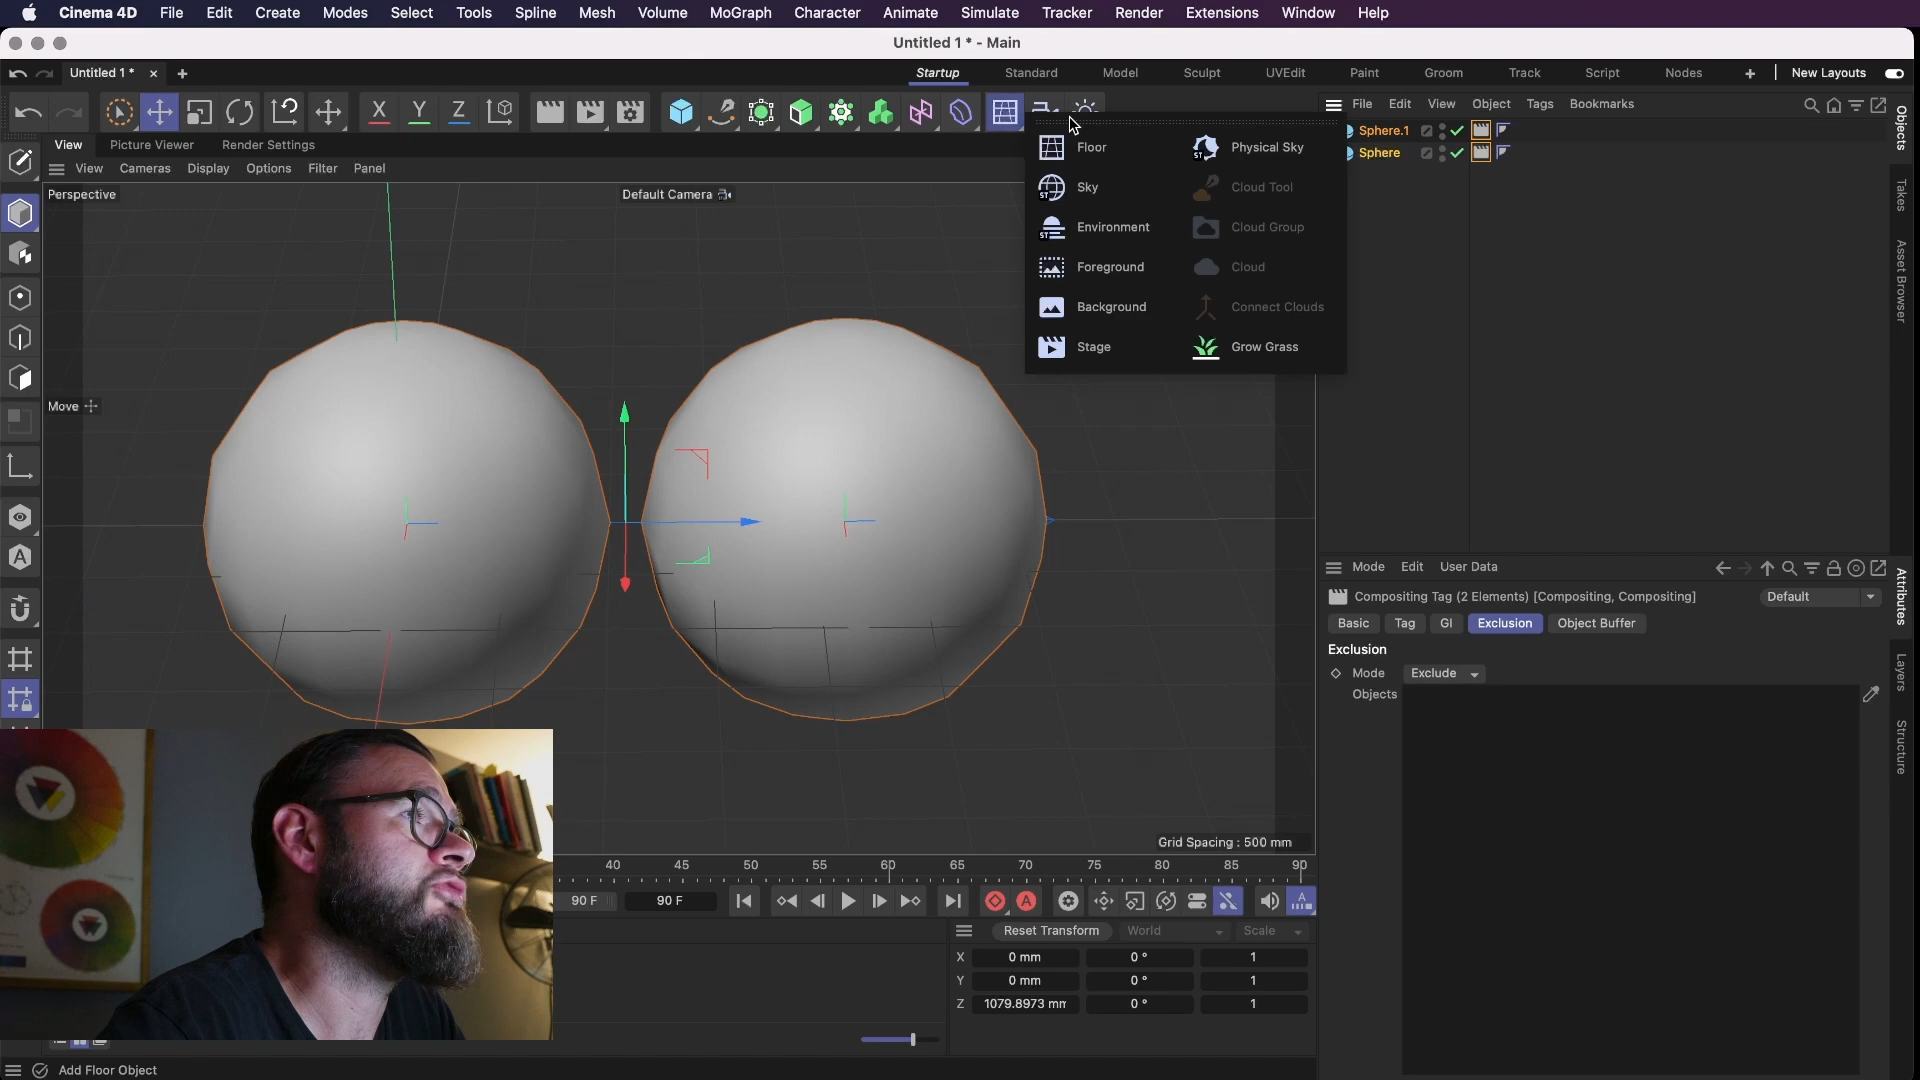 Cinema 4D File Edit Create Modes Select Tools Spline Mesh Volume MoGraph Character Animate Simulate Tracker Render Extensions Window Help
Untitled 1 * - Main
Untitled 1 * Startup Standard Model Sculpt UVEdit Paint Groom Track Script Nodes New Layouts
X Y Z
File Edit View Object Tags Bookmarks
Objects
Sphere.1
Sphere
View Picture Viewer Render Settings
View Cameras Display Options Filter Panel
Perspective
Default Camera
Floor Physical Sky
Sky Cloud Tool
Environment Cloud Group
Foreground Cloud
Background Connect Clouds
Stage Grow Grass
Takes
Asset Browser
Move
Mode Edit User Data
Attributes
Compositing Tag (2 Elements) [Compositing, Compositing] Default
Basic Tag GI Exclusion Object Buffer
Exclusion
Mode Exclude
Objects
Layers
Structure
Grid Spacing : 500 mm
40 45 50 55 60 65 70 75 80 85 90
90 F 90 F
Reset Transform World Scale
X 0 mm 0 ° 1
Y 0 mm 0 ° 1
Z 1079.8973 mm 0 ° 1
Add Floor Object